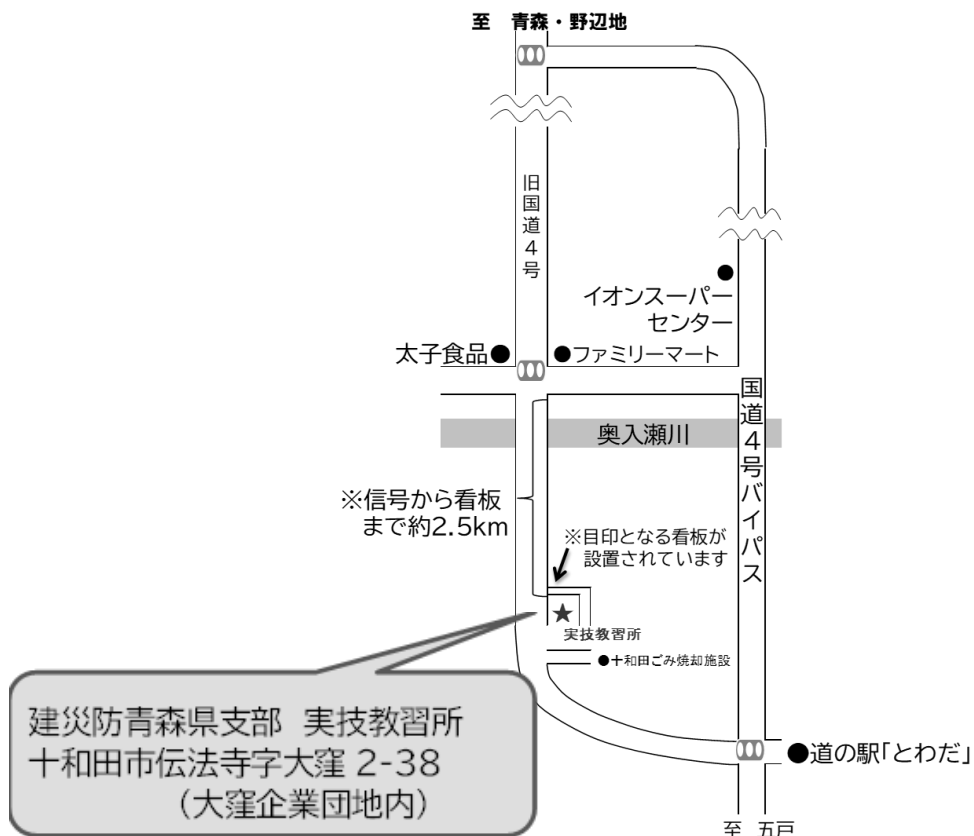 至 青森・野辺地
旧国道4号
イオンスーパー
センター
太子食品
ファミリーマート
国道4号バイパス
奥入瀬川
※信号から看板
まで約2.5km
※目印となる看板が
設置されています
★
実技教習所
十和田ごみ焼却施設
建災防青森県支部 実技教習所
十和田市伝法寺字大窪 2-38
(大窪企業団地内)
道の駅「とわだ」
至 五戸